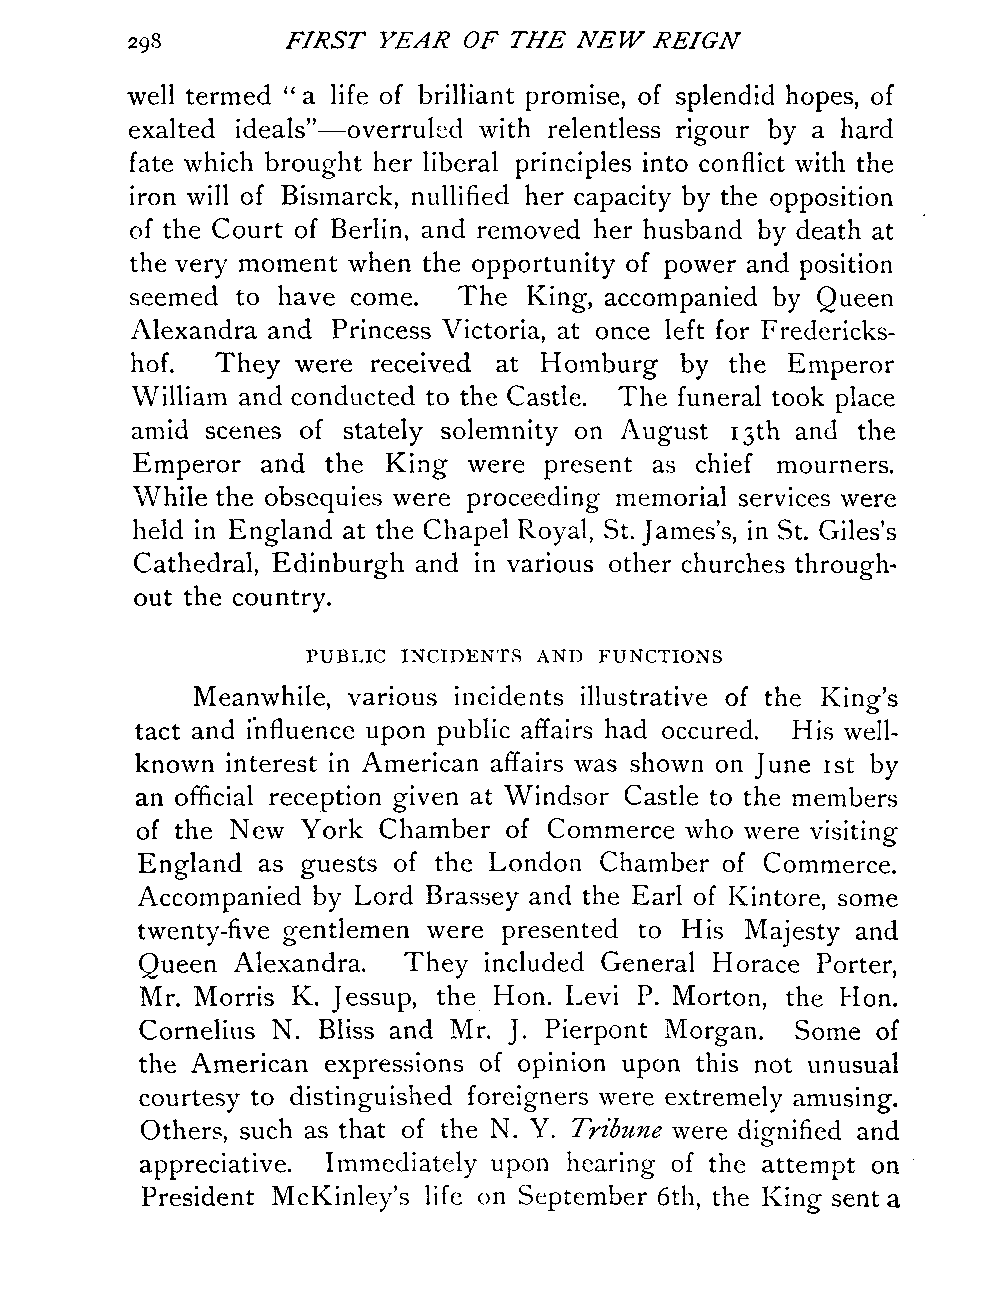 298 FIRST YEAR OF THE NEW REIGN
well termed “a life of brilliant promise, of splendid hopes, of
exalted ideals”—overruled with relentless rigour by a hard
fate which brought her liberal principles into conflict with the
iron will of Bismarck, nullified her capacity by the opposition
of the Court of Berlin, and removed her husband by death at
the very moment when the opportunity of power and position
seemed to have come. The King, accompanied by Queen
Alexandra and Princess Victoria, at once left for Fredericks-
hof. They were received at Homburg by the Emperor
William and conducted to the Castle. The funeral took place
amid scenes of stately solemnity on August 13th and the
Emperor and the King were present as chief mourners.
While the obsequies were proceeding memorial services were
held in England at the Chapel Royal, St. James’s, in St. Giles’s
Cathedral, Edinburgh and in various other churches through-
out the country.
PUBLIC INCIDENTS AND FUNCTIONS
Meanwhile, various incidents illustrative of the King’s
tact and influence upon public affairs had occured. His well-
known interest in American affairs was shown on June 1st by
an official reception given at Windsor Castle to the members
of the New York Chamber of Commerce who were visiting
England as guests of the London Chamber of Commerce.
Accompanied by Lord Brassey and the Earl of Kintore, some
twenty-five gentlemen were presented to His Majesty and
Queen Alexandra. They included General Horace Porter,
Mr. Morris K. Jessup, the Hon. Levi P. Morton, the Hon.
Cornelius N. Bliss and Mr. J. Pierpont Morgan. Some of
the American expressions of opinion upon this not unusual
courtesy to distinguished foreigners were extremely amusing.
Others, such as that of the N. Y. Tribune were dignified and
appreciative. Immediately upon hearing of the attempt on
President McKinley’s life on September 6th, the King sent a